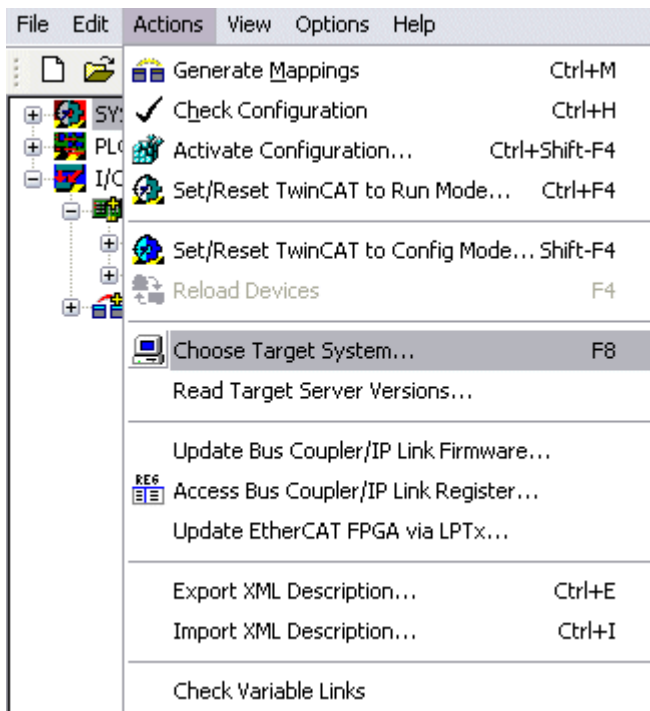 File Edit Actions View Options Help
Generate Mappings Ctrl+M
Check Configuration Ctrl+H
Activate Configuration... Ctrl+Shift-F4
Set/Reset TwinCAT to Run Mode... Ctrl+F4
Set/Reset TwinCAT to Config Mode... Shift-F4
Reload Devices F4
Choose Target System... F8
Read Target Server Versions...
Update Bus Coupler/IP Link Firmware...
REG
Access Bus Coupler/IP Link Register...
Update EtherCAT FPGA via LPTx...
Export XML Description... Ctrl+E
Import XML Description... Ctrl+I
Check Variable Links